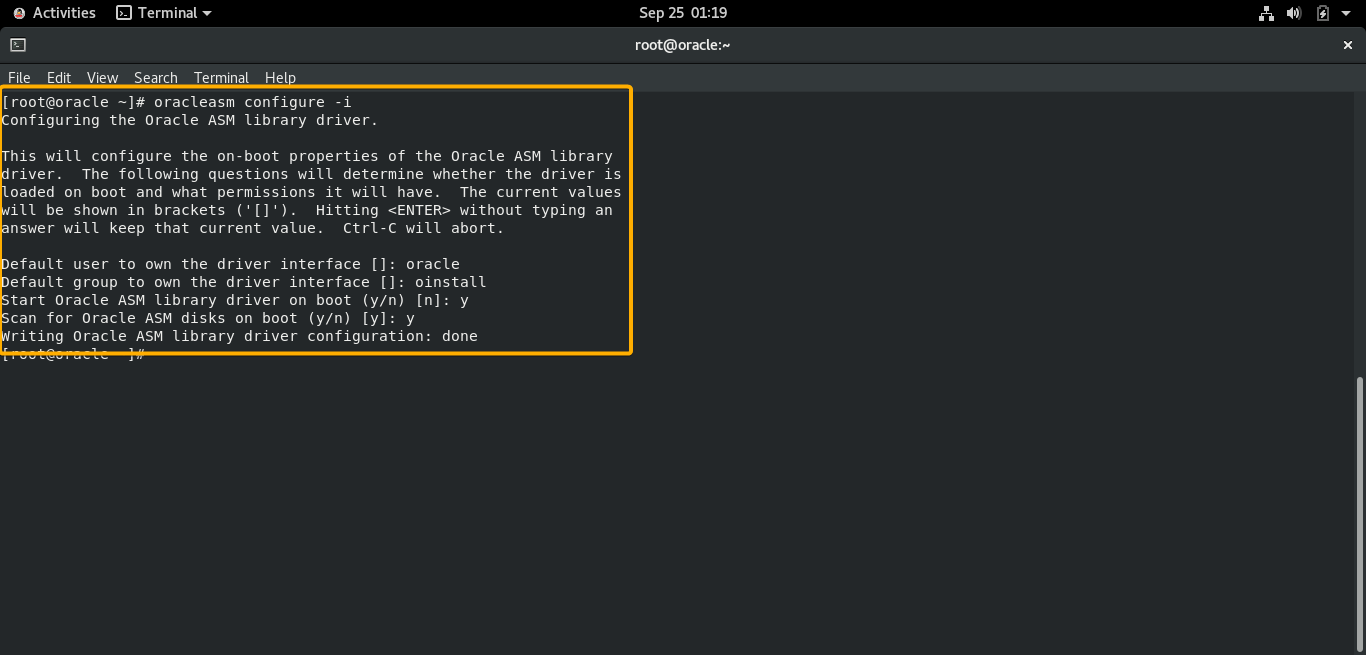 Activities Terminal Sep 25 01:19
root@oracle:~
File Edit View Search Terminal Help
[root@oracle ~]# oracleasm configure -i
Configuring the Oracle ASM library driver.
This will configure the on-boot properties of the Oracle ASM library
driver.  The following questions will determine whether the driver is
loaded on boot and what permissions it will have.  The current values
will be shown in brackets ('[]').  Hitting <ENTER> without typing an
answer will keep that current value.  Ctrl-C will abort.
Default user to own the driver interface []: oracle
Default group to own the driver interface []: oinstall
Start Oracle ASM library driver on boot (y/n) [n]: y
Scan for Oracle ASM disks on boot (y/n) [y]: y
Writing Oracle ASM library driver configuration: done
[root@oracle ~]#